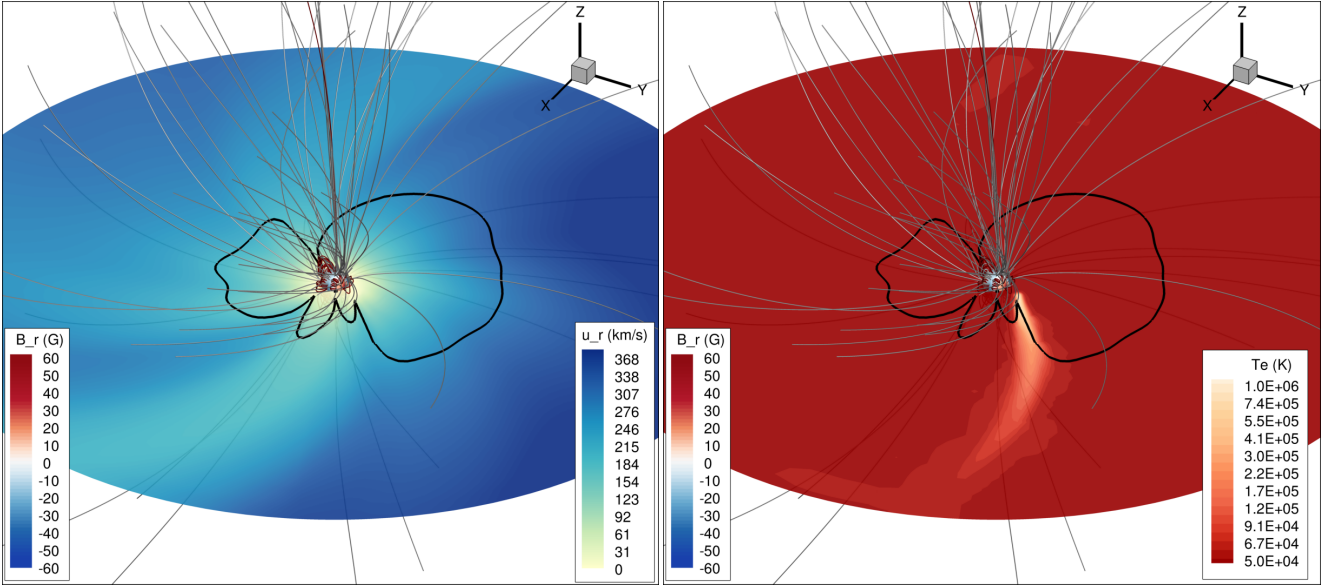 Z
X
Y
B_r (G)
60
50
40
30
20
10
0
-10
-20
-30
-40
-50
-60
u_r (km/s)
368
338
307
276
246
215
184
154
123
92
61
31
0
Z
X
Y
B_r (G)
60
50
40
30
20
10
0
-10
-20
-30
-40
-50
-60
Te (K)
1.0E+06
7.4E+05
5.5E+05
4.1E+05
3.0E+05
2.2E+05
1.7E+05
1.2E+05
9.1E+04
6.7E+04
5.0E+04